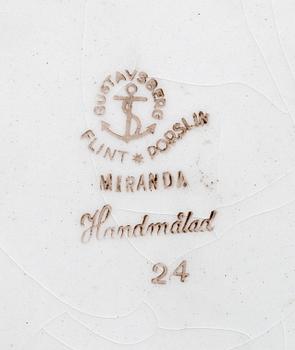 GUSTAVSBERG
FLINT * PORSLIN
MIRANDA
Handmålad
24